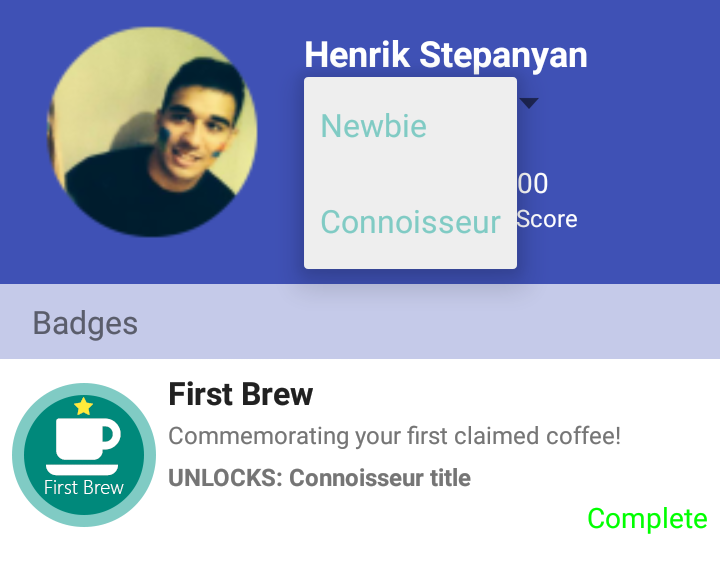 Henrik Stepanyan
Newbie
00
Connoisseur
Score
Badges
First Brew
Commemorating your first claimed coffee!
UNLOCKS: Connoisseur title
First Brew
Complete